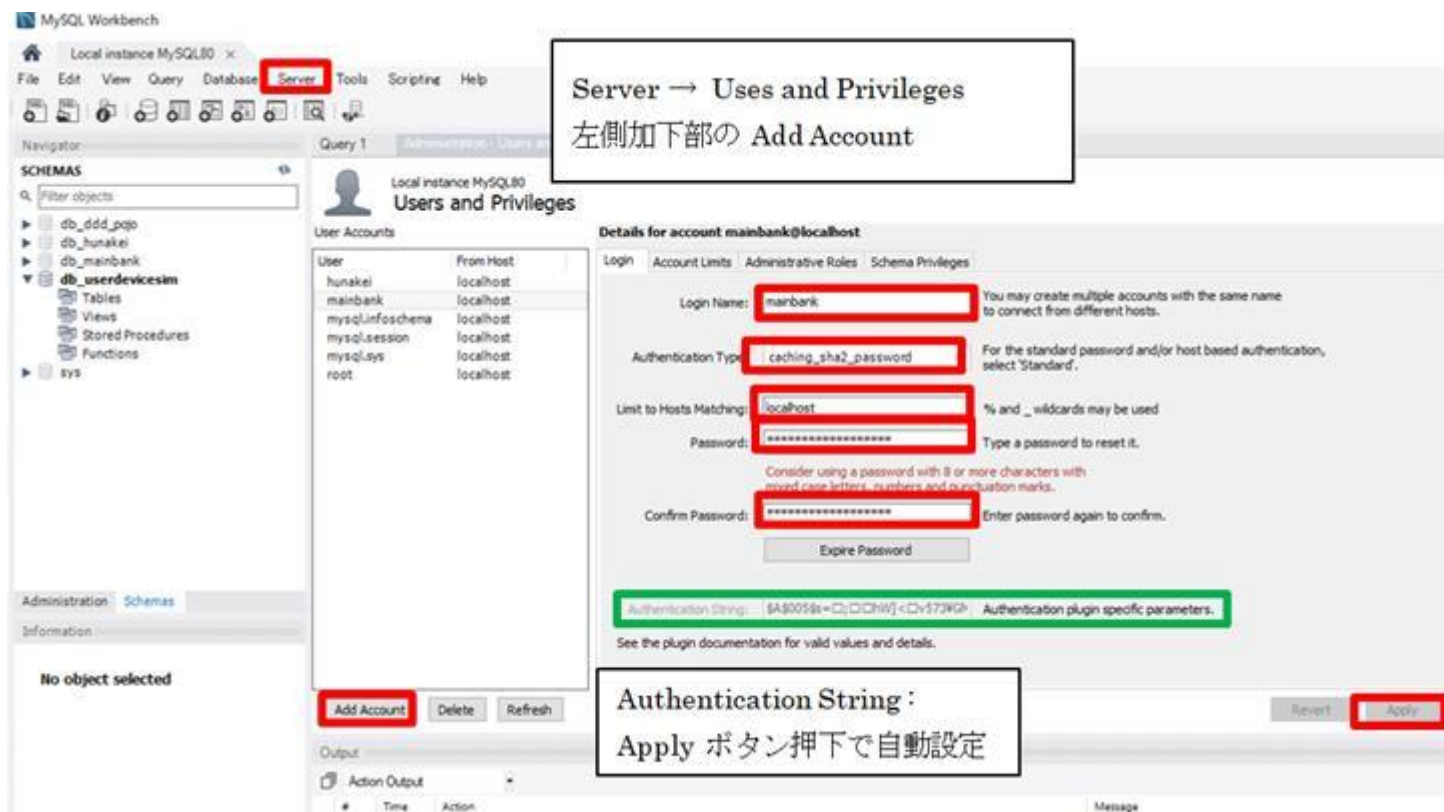 MySQL Workbench
Local instance MySQL80 ×
File Edit View Query Database Server Tools Scripting Help
Server → Uses and Privileges
左側加下部の Add Account
Navigator
SCHEMAS
Filter objects
db_ddd_pojo
db_hunakei
db_mainbank
db_userdevicesim
Tables
Views
Stored Procedures
Functions
sys
Administration Schemas
Information
No object selected
Query 1
Administration - Users
Local instance MySQL80
Users and Privileges
User Accounts
User From Host
hunakei localhost
mainbank localhost
mysql.infoschema localhost
mysql.session localhost
mysql.sys localhost
root localhost
Add Account Delete Refresh
Details for account mainbank@localhost
Login Account Limits Administrative Roles Schema Privileges
Login Name: mainbank You may create multiple accounts with the same name
to connect from different hosts.
Authentication Type caching_sha2_password For the standard password and/or host based authentication,
select 'Standard'.
Limit to Hosts Matching: localhost % and _ wildcards may be used
Password: ******************* Type a password to reset it.
Consider using a password with 8 or more characters with
mixed case letters, numbers and punctuation marks.
Confirm Password: ******************* Enter password again to confirm.
Expire Password
Authentication String: Authentication plugin specific parameters.
See the plugin documentation for valid values and details.
Authentication String :
Apply ボタン押下で自動設定
Revert Apply
Output
Action Output
# Time Action Message